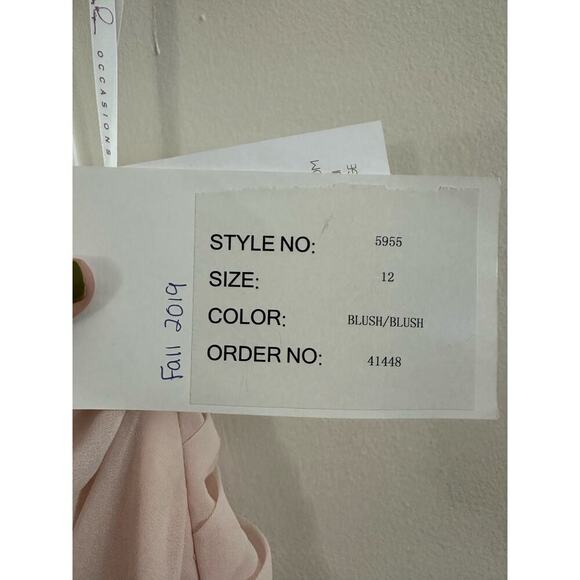 OCCASIONS
STYLE NO: 5955
SIZE: 12
COLOR: BLUSH/BLUSH
ORDER NO: 41448
Fall 2019